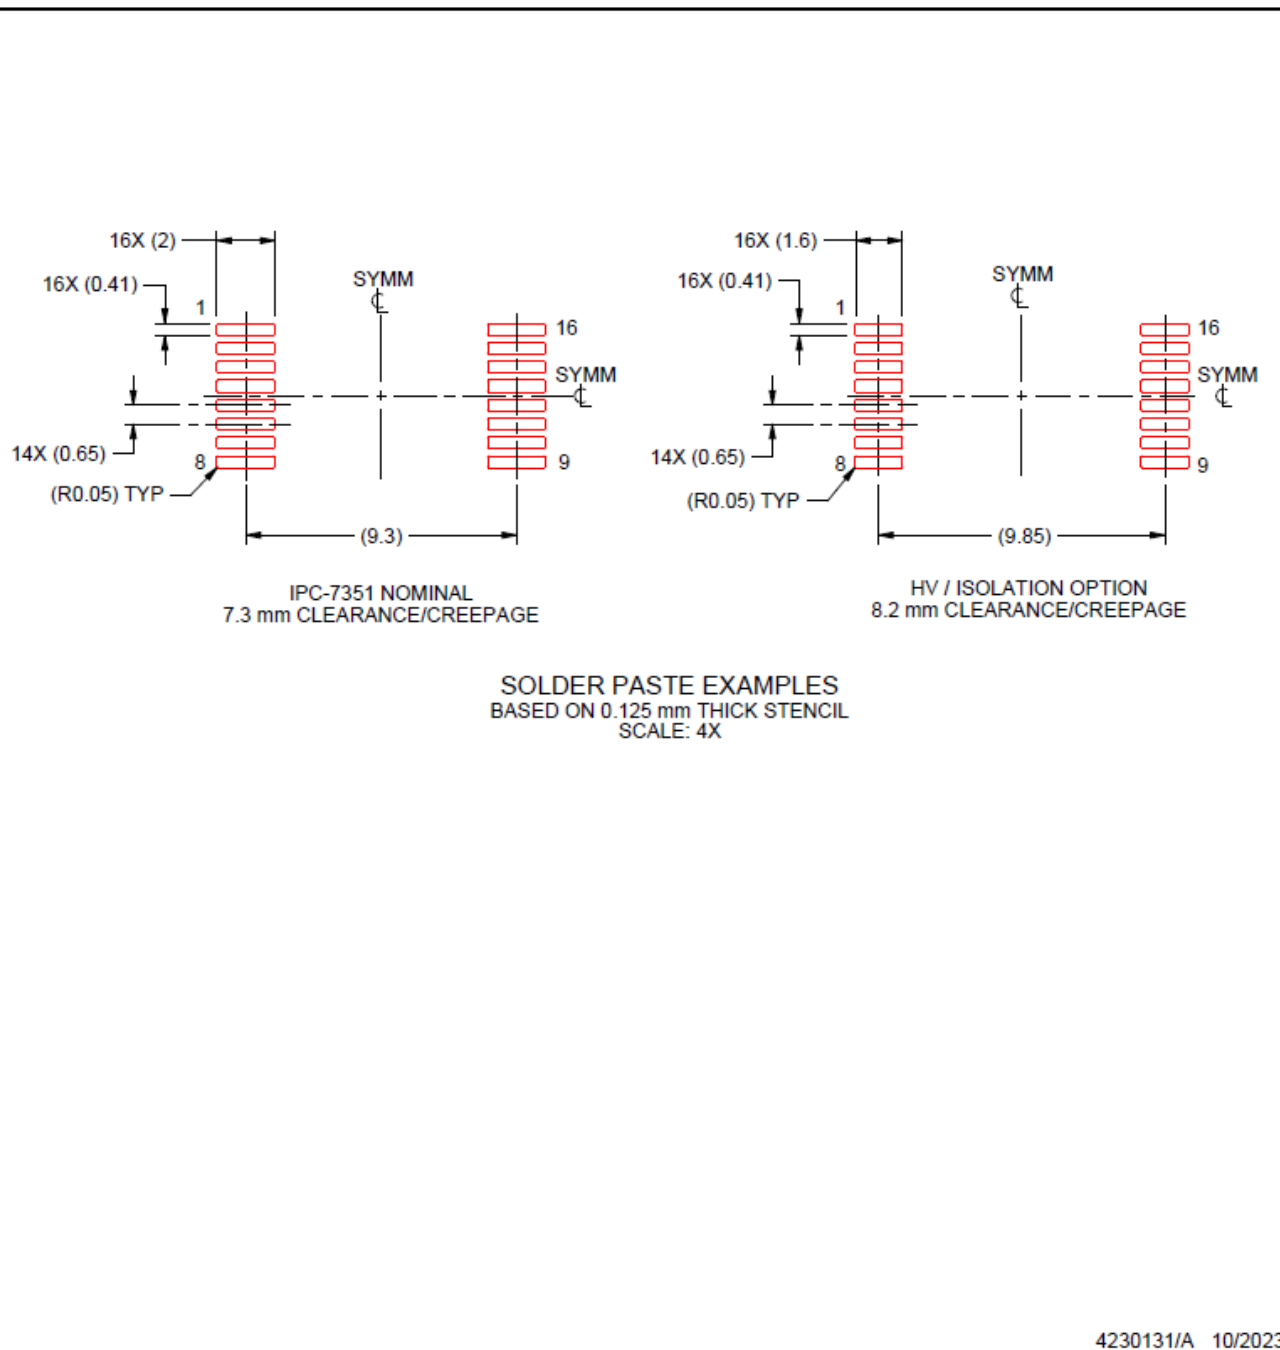 16X (2)
16X (0.41)
1
SYMM
16
SYMM
14X (0.65)
8
9
(R0.05) TYP
(9.3)
IPC-7351 NOMINAL
7.3 mm CLEARANCE/CREEPAGE
16X (1.6)
16X (0.41)
1
SYMM
16
SYMM
14X (0.65)
8
9
(R0.05) TYP
(9.85)
HV / ISOLATION OPTION
8.2 mm CLEARANCE/CREEPAGE
SOLDER PASTE EXAMPLES
BASED ON 0.125 mm THICK STENCIL
SCALE: 4X
4230131/A 10/2023